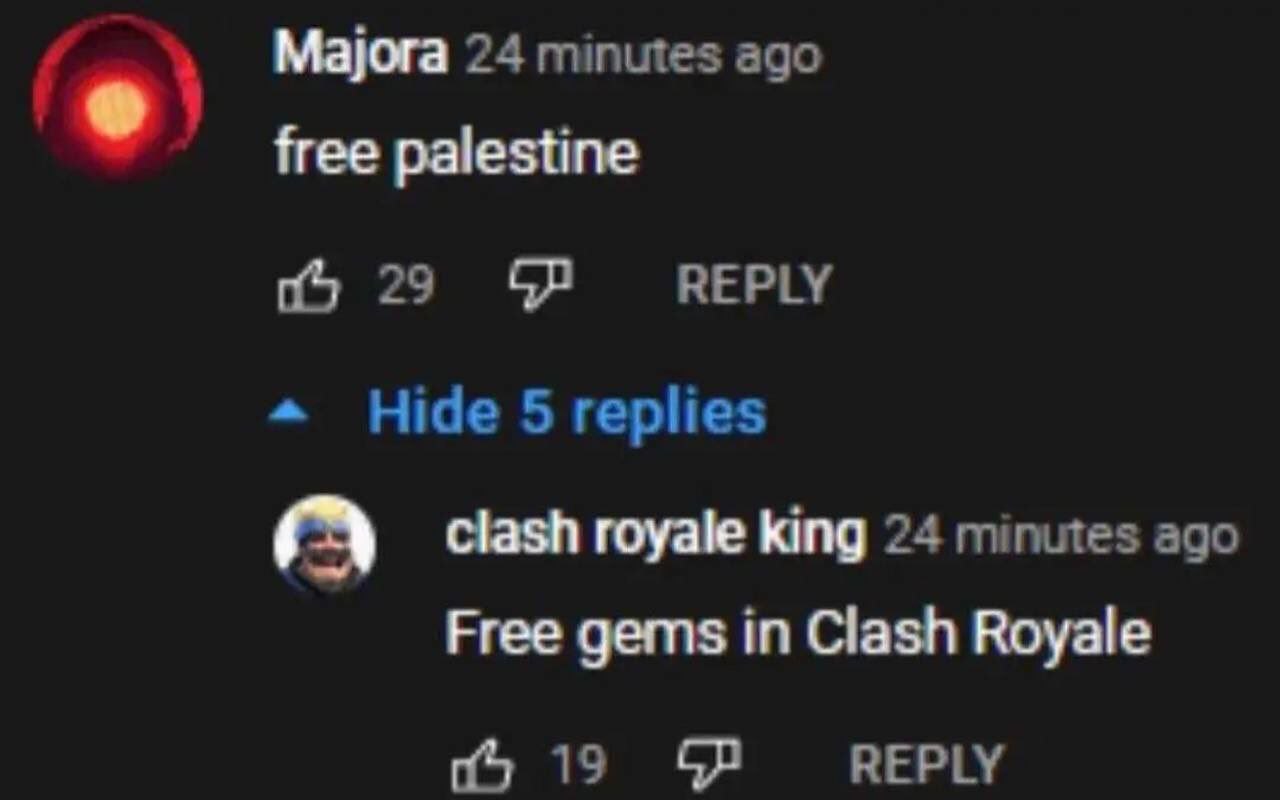 Majora 24 minutes ago
free palestine
29 REPLY
Hide 5 replies
clash royale king 24 minutes ago
Free gems in Clash Royale
19 REPLY